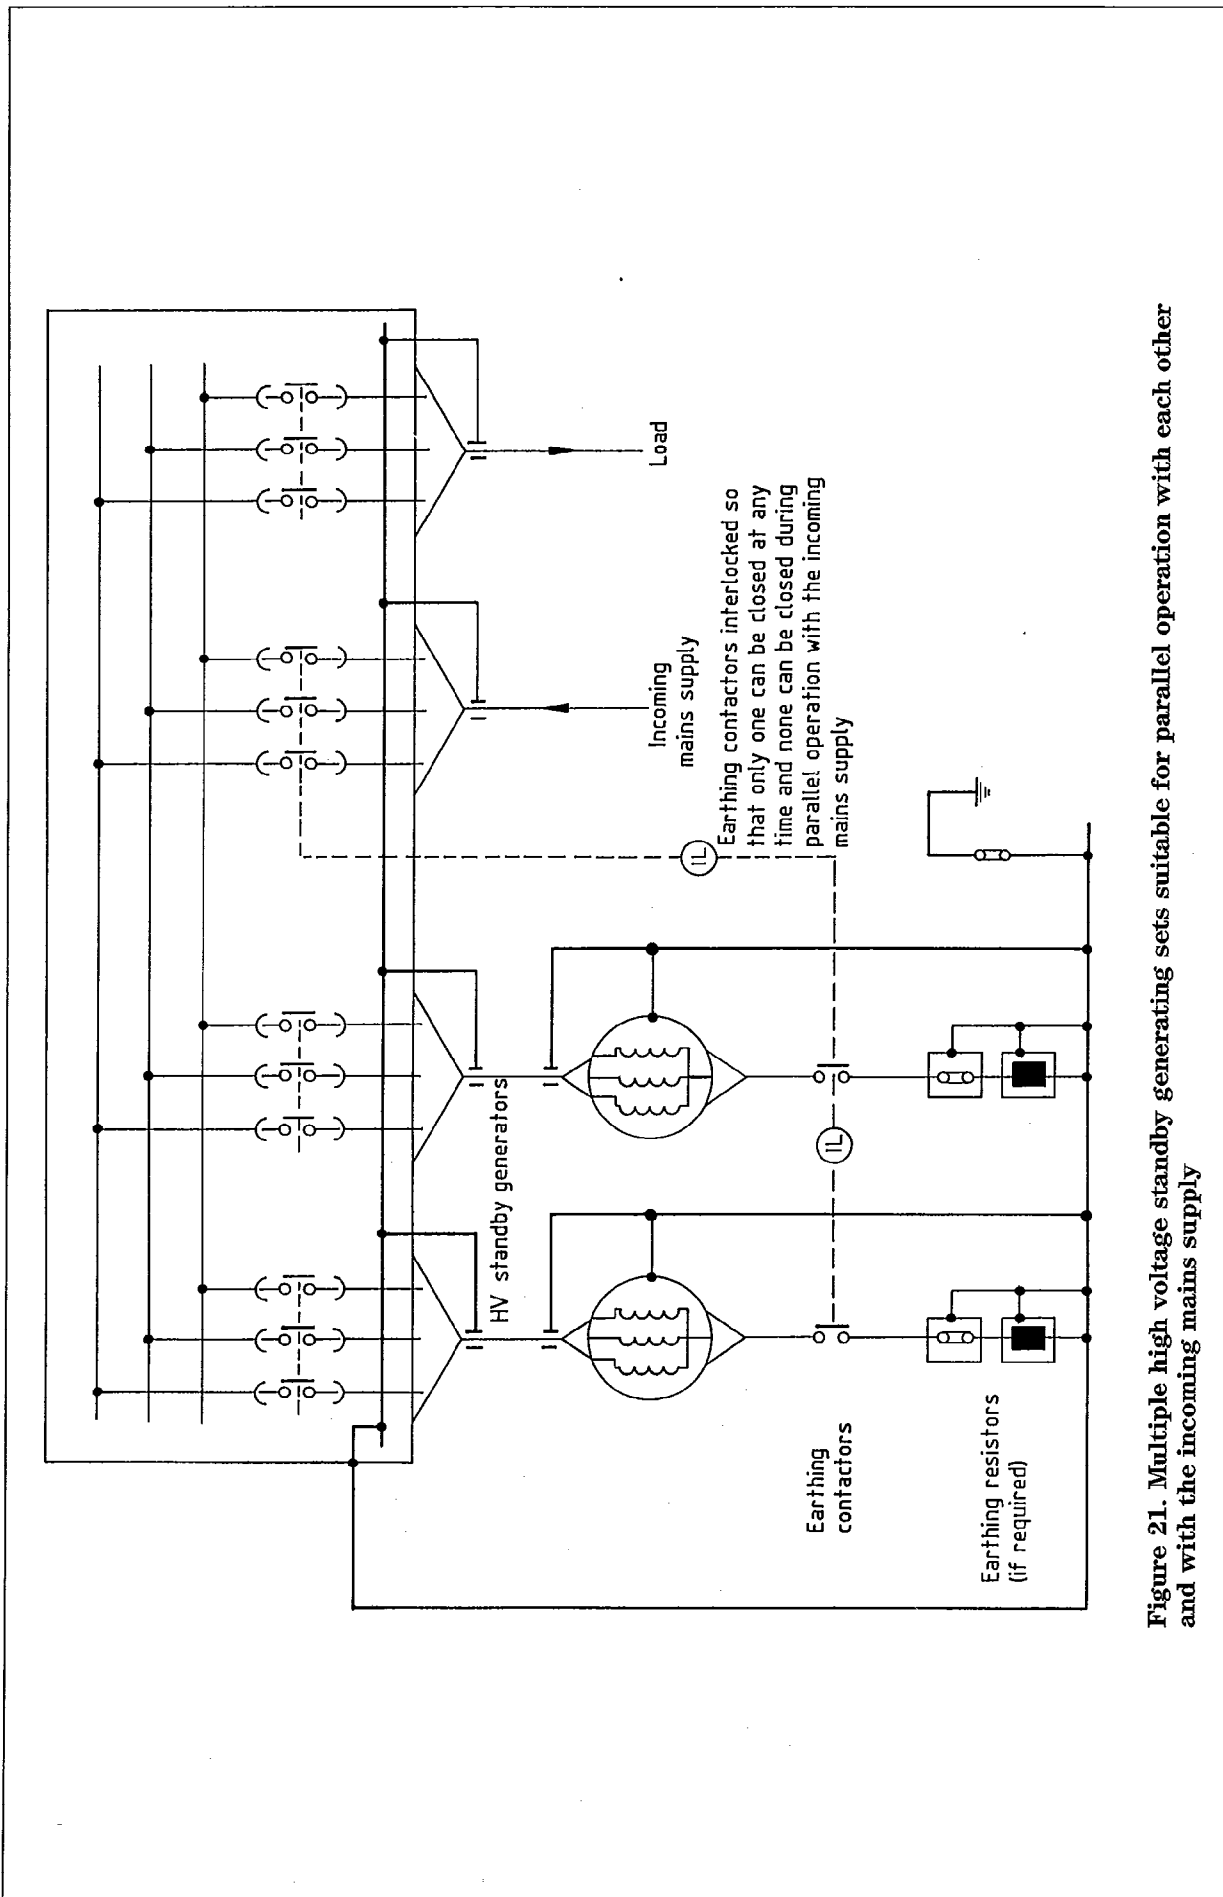 Load
Incoming
mains supply
Earthing contactors interlocked so
that only one can be closed at any
time and none can be closed during
parallel operation with the incoming
mains supply
IL
HV standby generators
IL
Earthing
contactors
Earthing resistors
(if required)
Figure 21. Multiple high voltage standby generating sets suitable for parallel operation with each other
and with the incoming mains supply